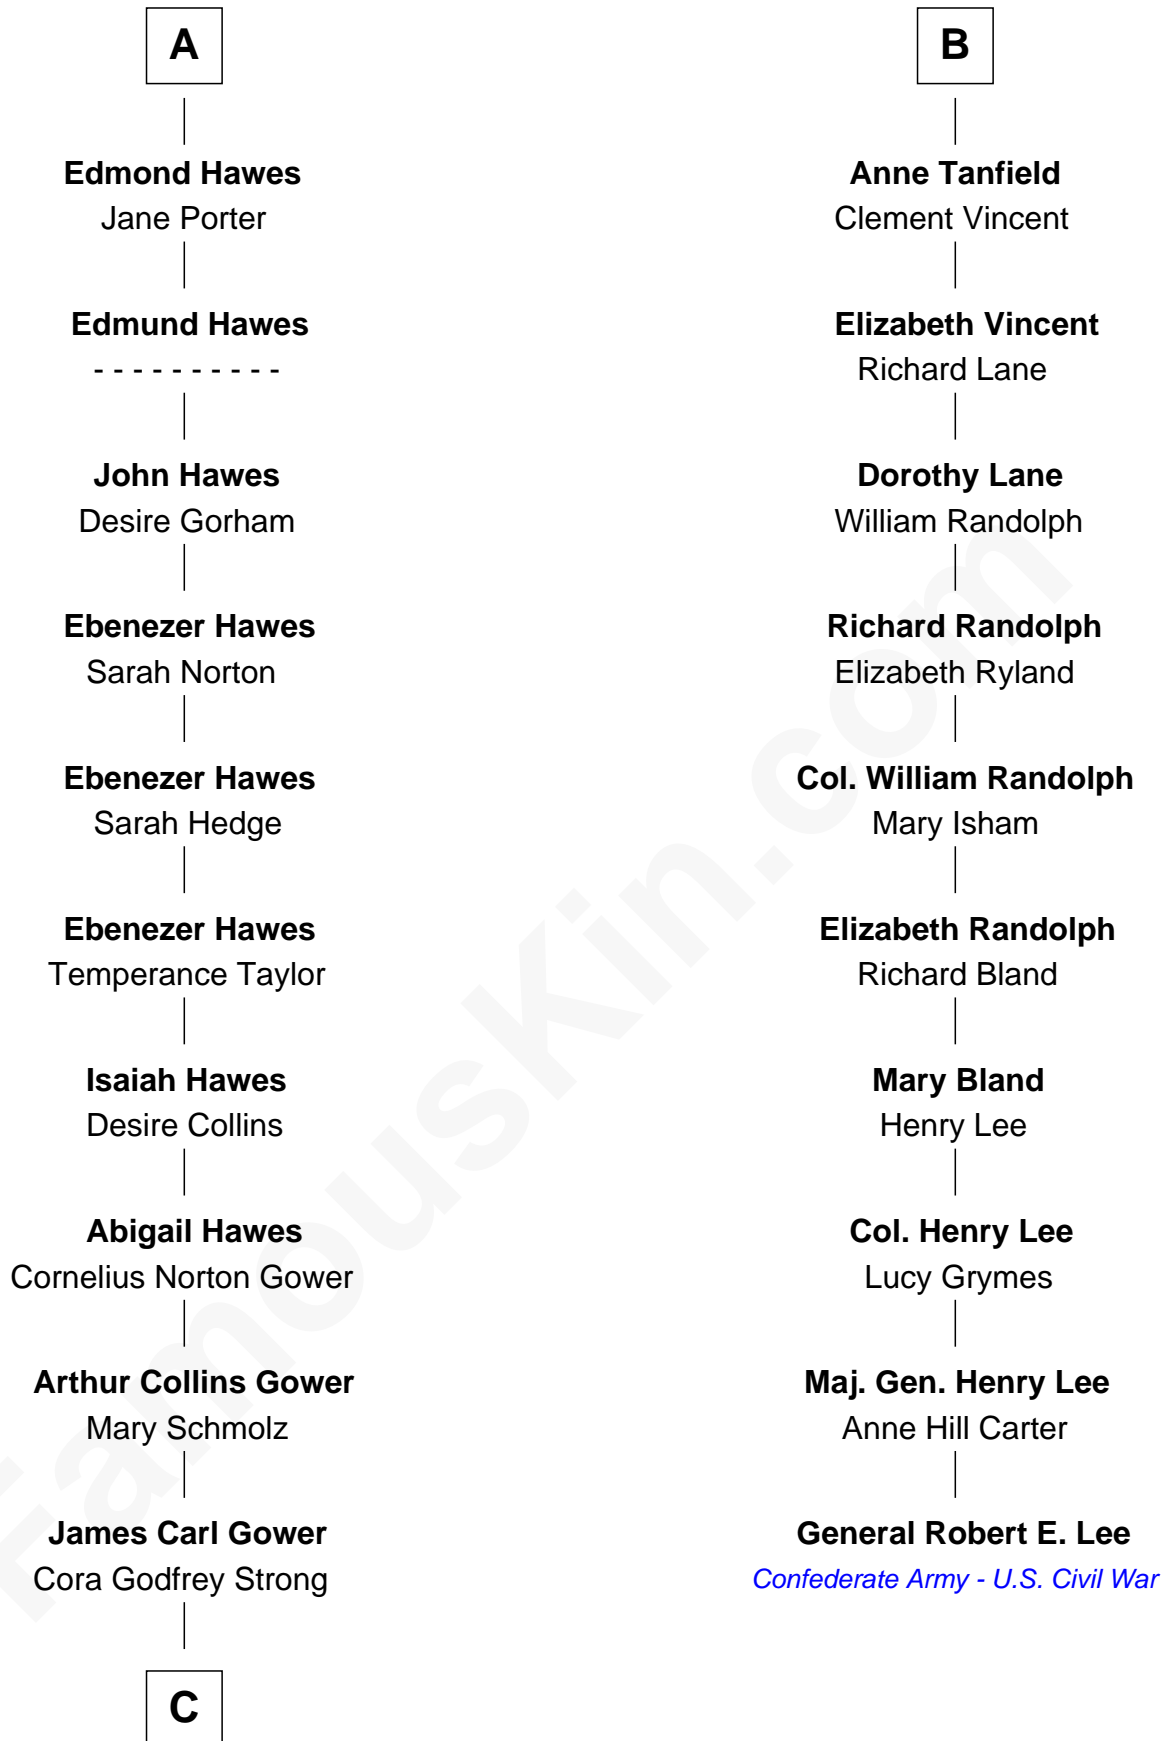 A
Edmond Hawes
Jane Porter
Edmund Hawes
- - - - - - - - - -
John Hawes
Desire Gorham
Ebenezer Hawes
Sarah Norton
Ebenezer Hawes
Sarah Hedge
Ebenezer Hawes
Temperance Taylor
Isaiah Hawes
Desire Collins
Abigail Hawes
Cornelius Norton Gower
Arthur Collins Gower
Mary Schmolz
James Carl Gower
Cora Godfrey Strong
C
B
Anne Tanfield
Clement Vincent
Elizabeth Vincent
Richard Lane
Dorothy Lane
William Randolph
Richard Randolph
Elizabeth Ryland
Col. William Randolph
Mary Isham
Elizabeth Randolph
Richard Bland
Mary Bland
Henry Lee
Col. Henry Lee
Lucy Grymes
Maj. Gen. Henry Lee
Anne Hill Carter
General Robert E. Lee
Confederate Army - U.S. Civil War
FamousKin.com